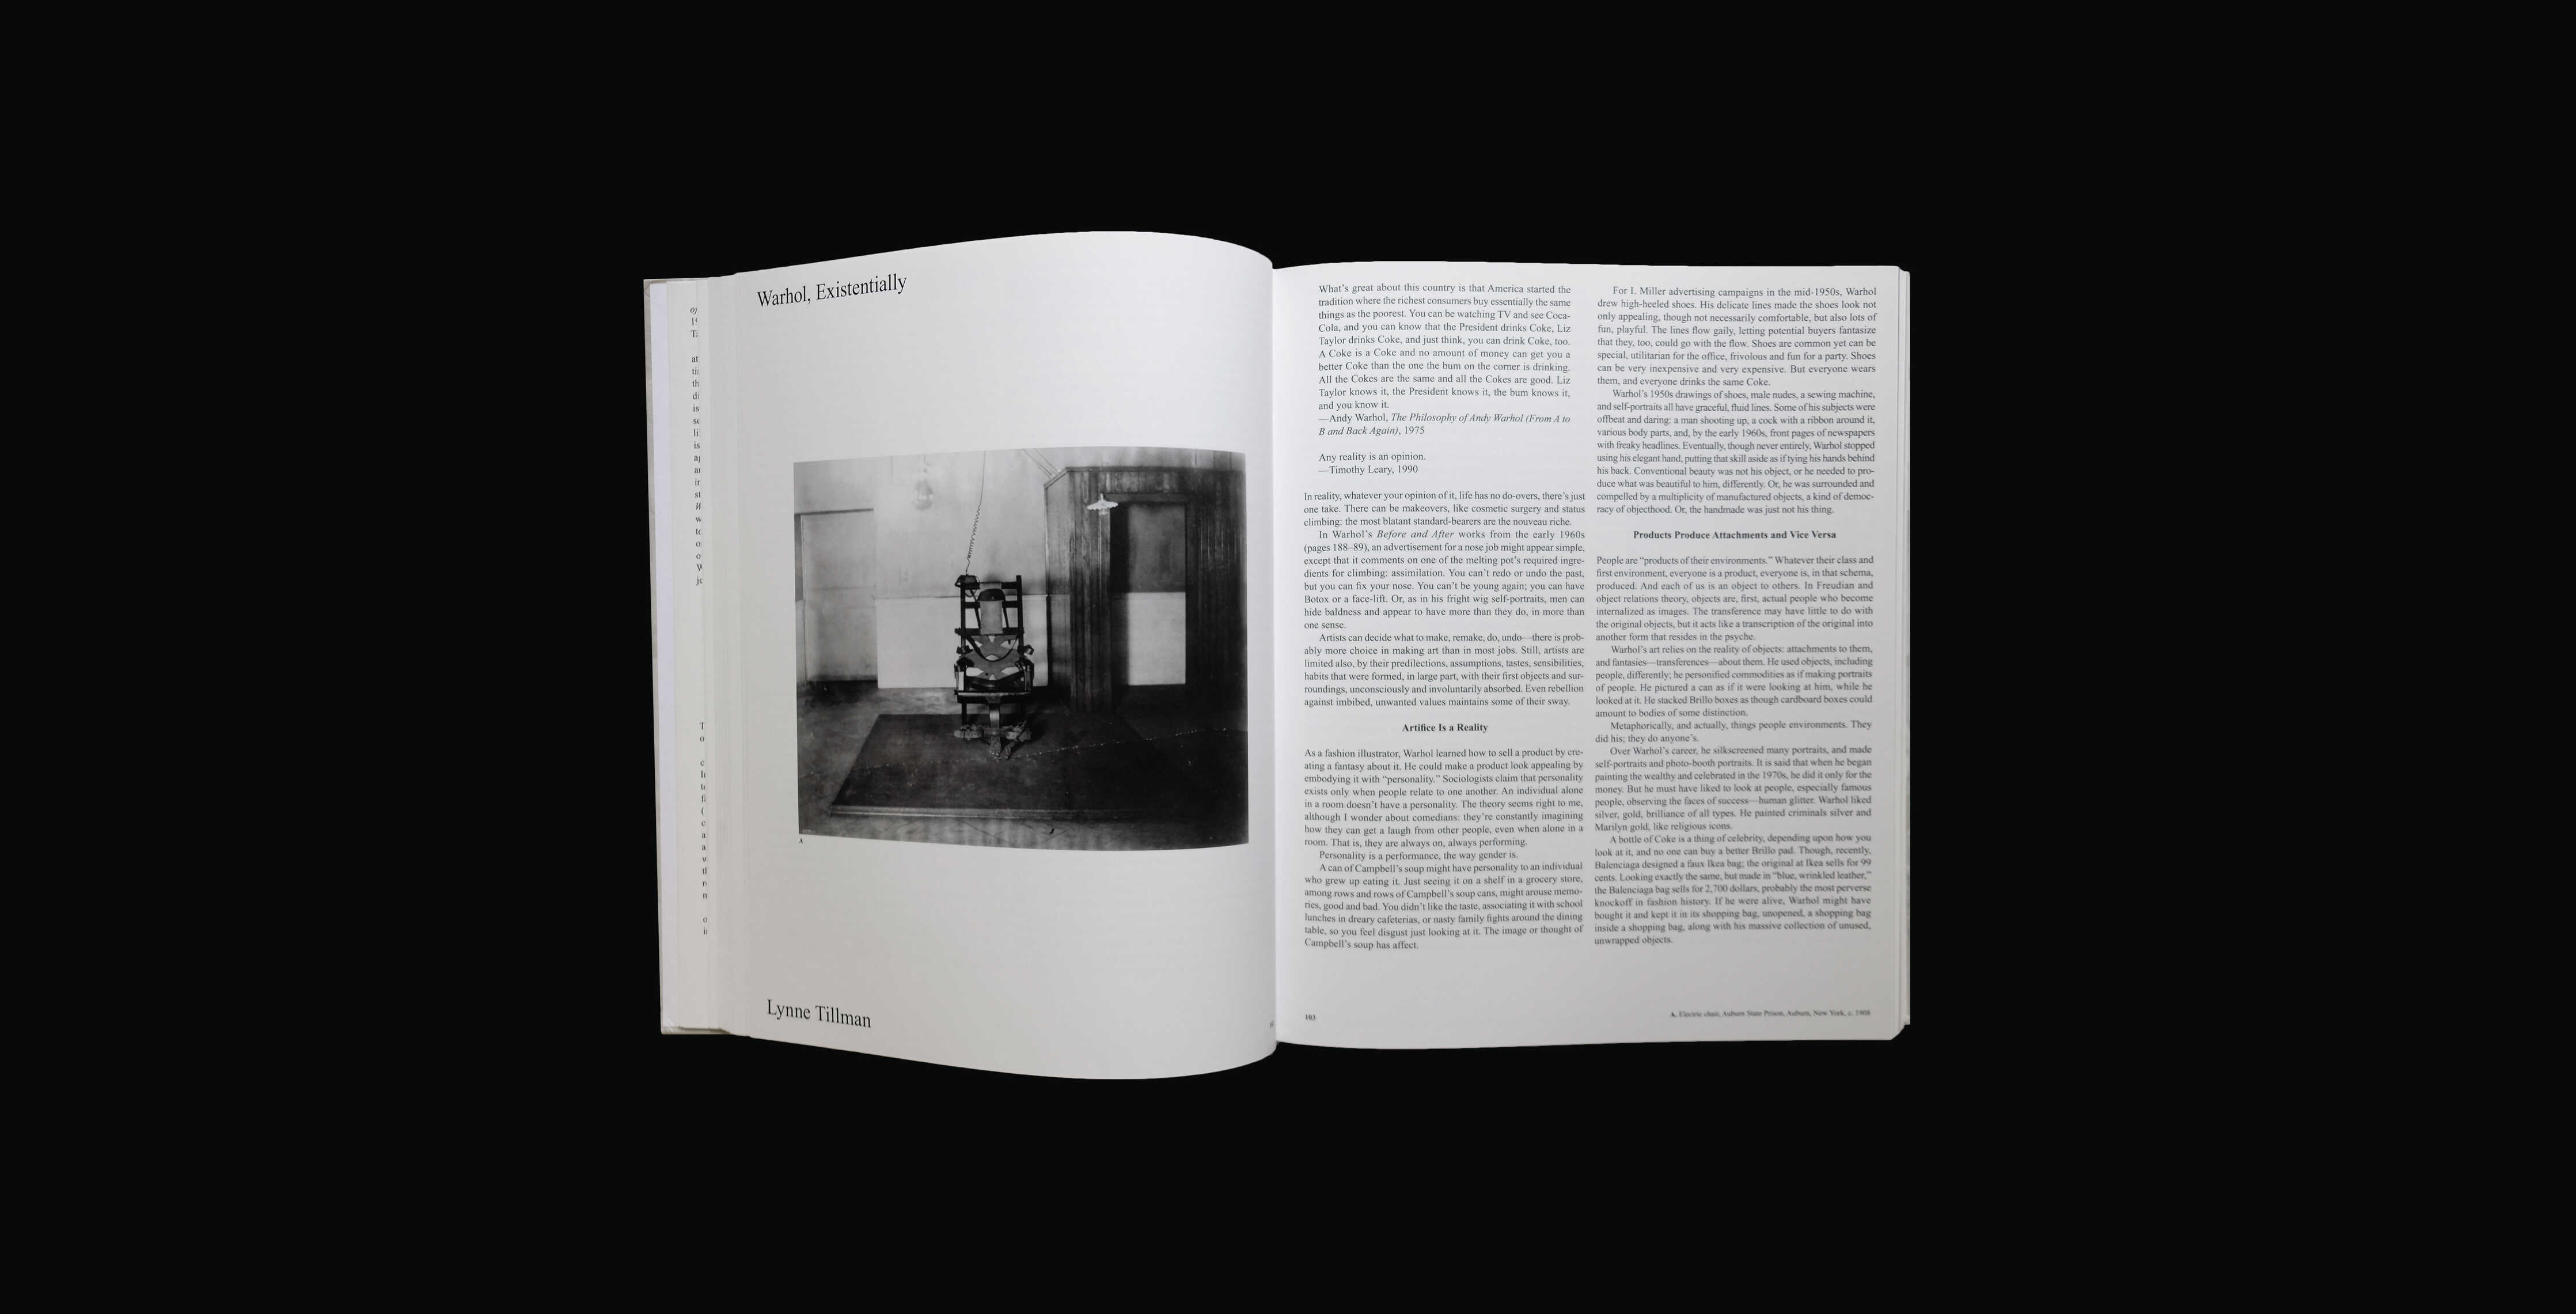 Warhol, Existentially
A
Lynne Tillman
What's great about this country is that America started the
tradition where the richest consumers buy essentially the same
things as the poorest. You can be watching TV and see Coca-
Cola, and you can know that the President drinks Coke, Liz
Taylor drinks Coke, and just think, you can drink Coke, too.
A Coke is a Coke and no amount of money can get you a
better Coke than the one the bum on the corner is drinking.
All the Cokes are the same and all the Cokes are good. Liz
Taylor knows it, the President knows it, the bum knows it,
and you know it.
—Andy Warhol, The Philosophy of Andy Warhol (From A to
B and Back Again), 1975
Any reality is an opinion.
—Timothy Leary, 1990
In reality, whatever your opinion of it, life has no do-overs, there's just
one take. There can be makeovers, like cosmetic surgery and status
climbing: the most blatant standard-bearers are the nouveau riche.
In Warhol's Before and After works from the early 1960s
(pages 188–89), an advertisement for a nose job might appear simple,
except that it comments on one of the melting pot's required ingre-
dients for climbing: assimilation. You can't redo or undo the past,
but you can fix your nose. You can't be young again; you can have
Botox or a face-lift. Or, as in his fright wig self-portraits, men can
hide baldness and appear to have more than they do, in more than
one sense.
Artists can decide what to make, remake, do, undo—there is prob-
ably more choice in making art than in most jobs. Still, artists are
limited also, by their predilections, assumptions, tastes, sensibilities,
habits that were formed, in large part, with their first objects and sur-
roundings, unconsciously and involuntarily absorbed. Even rebellion
against imbibed, unwanted values maintains some of their sway.
Artifice Is a Reality
As a fashion illustrator, Warhol learned how to sell a product by cre-
ating a fantasy about it. He could make a product look appealing by
embodying it with "personality." Sociologists claim that personality
exists only when people relate to one another. An individual alone
in a room doesn't have a personality. The theory seems right to me,
although I wonder about comedians: they're constantly imagining
how they can get a laugh from other people, even when alone in a
room. That is, they are always on, always performing.
Personality is a performance, the way gender is.
A can of Campbell's soup might have personality to an individual
who grew up eating it. Just seeing it on a shelf in a grocery store,
among rows and rows of Campbell's soup cans, might arouse memo-
ries, good and bad. You didn't like the taste, associating it with school
lunches in dreary cafeterias, or nasty family fights around the dining
table, so you feel disgust just looking at it. The image or thought of
Campbell's soup has affect.
103
For I. Miller advertising campaigns in the mid-1950s, Warhol
drew high-heeled shoes. His delicate lines made the shoes look not
only appealing, though not necessarily comfortable, but also lots of
fun, playful. The lines flow gaily, letting potential buyers fantasize
that they, too, could go with the flow. Shoes are common yet can be
special, utilitarian for the office, frivolous and fun for a party. Shoes
can be very inexpensive and very expensive. But everyone wears
them, and everyone drinks the same Coke.
Warhol's 1950s drawings of shoes, male nudes, a sewing machine,
and self-portraits all have graceful, fluid lines. Some of his subjects were
offbeat and daring: a man shooting up, a cock with a ribbon around it,
various body parts, and, by the early 1960s, front pages of newspapers
with freaky headlines. Eventually, though never entirely, Warhol stopped
using his elegant hand, putting that skill aside as if tying his hands behind
his back. Conventional beauty was not his object, or he needed to pro-
duce what was beautiful to him, differently. Or, he was surrounded and
compelled by a multiplicity of manufactured objects, a kind of democ-
racy of objecthood. Or, the handmade was just not his thing.
Products Produce Attachments and Vice Versa
People are "products of their environments." Whatever their class and
first environment, everyone is a product, everyone is, in that schema,
produced. And each of us is an object to others. In Freudian and
object relations theory, objects are, first, actual people who become
internalized as images. The transference may have little to do with
the original objects, but it acts like a transcription of the original into
another form that resides in the psyche.
Warhol's art relies on the reality of objects: attachments to them,
and fantasies—transferences—about them. He used objects, including
people, differently; he personified commodities as if making portraits
of people. He pictured a can as if it were looking at him, while he
looked at it. He stacked Brillo boxes as though cardboard boxes could
amount to bodies of some distinction.
Metaphorically, and actually, things people environments. They
did his; they do anyone's.
Over Warhol's career, he silkscreened many portraits, and made
self-portraits and photo-booth portraits. It is said that when he began
painting the wealthy and celebrated in the 1970s, he did it only for the
money. But he must have liked to look at people, especially famous
people, observing the faces of success—human glitter. Warhol liked
silver, gold, brilliance of all types. He painted criminals silver and
Marilyn gold, like religious icons.
A bottle of Coke is a thing of celebrity, depending upon how you
look at it, and no one can buy a better Brillo pad. Though, recently,
Balenciaga designed a faux Ikea bag; the original at Ikea sells for 99
cents. Looking exactly the same, but made in "blue, wrinkled leather,"
the Balenciaga bag sells for 2,700 dollars, probably the most perverse
knockoff in fashion history. If he were alive, Warhol might have
bought it and kept it in its shopping bag, unopened, a shopping bag
inside a shopping bag, along with his massive collection of unused,
unwrapped objects.
A. Electric chair, Auburn State Prison, Auburn, New York, c. 1908